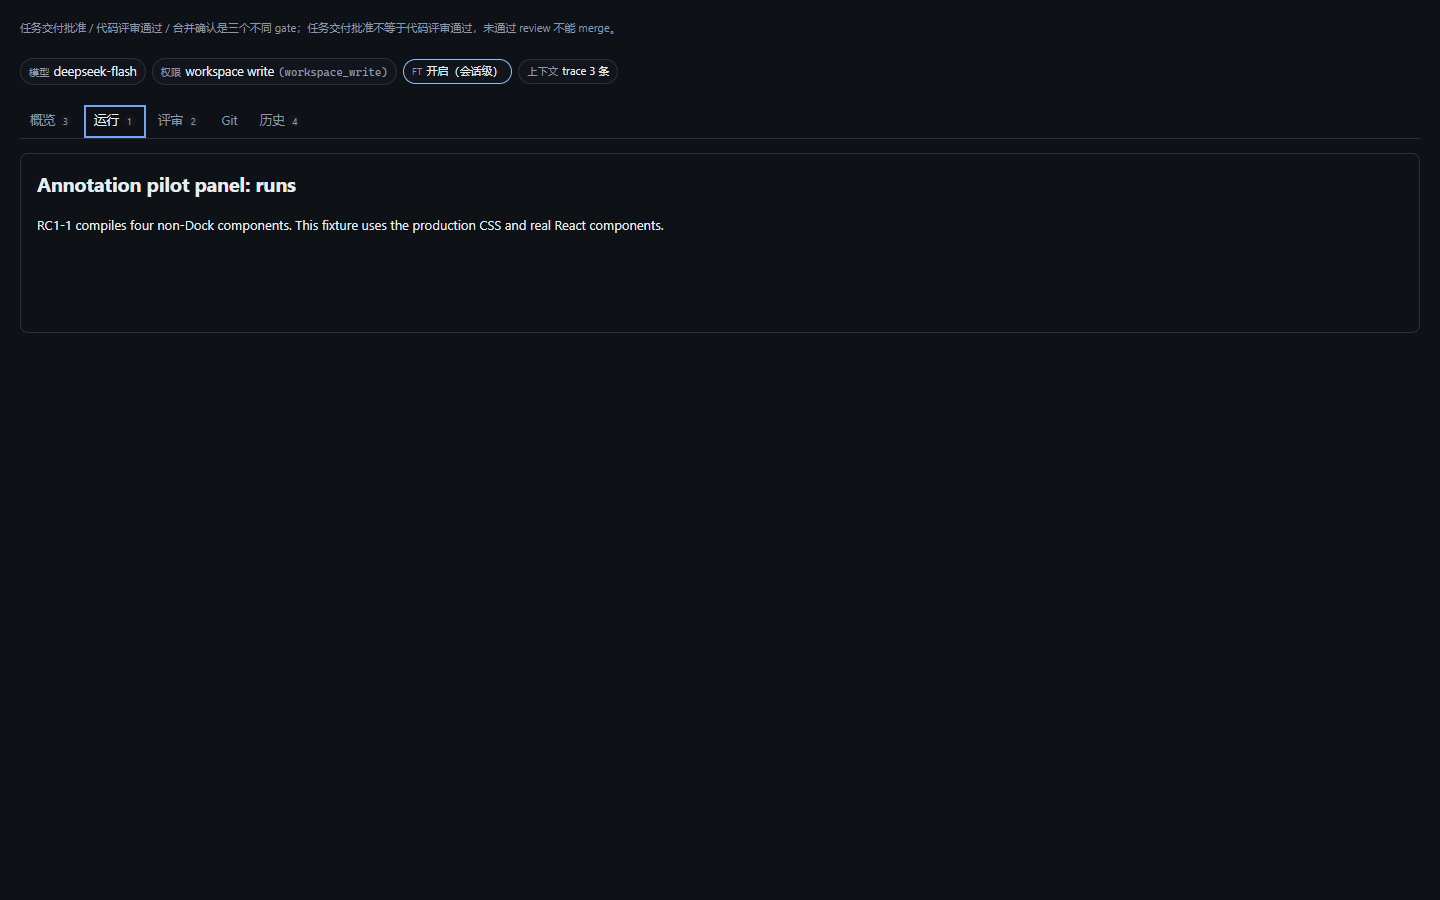 任务交付批准 / 代码评审通过 / 合并确认是三个不同 gate；任务交付批准不等于代码评审通过，未通过 review 不能 merge。
模型 deepseek-flash 权限 workspace write (workspace_write) FT 开启（会话级） 上下文 trace 3 条
概览 3 运行 1 评审 2 Git 历史 4
Annotation pilot panel: runs
RC1-1 compiles four non-Dock components. This fixture uses the production CSS and real React components.